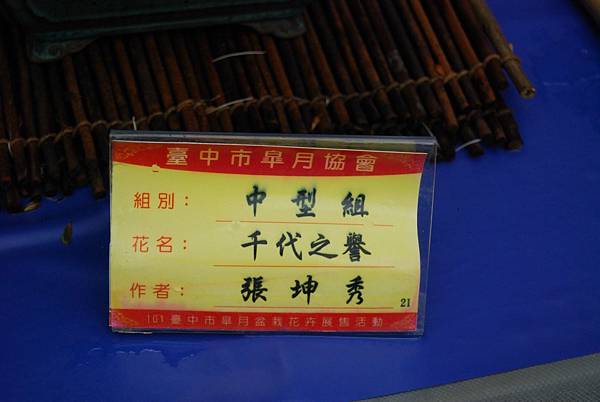 臺中市皐月協會
組別：中型組
花名：千代之譽
作者：張坤秀
21
101臺中市皐月盆栽花卉展售活動